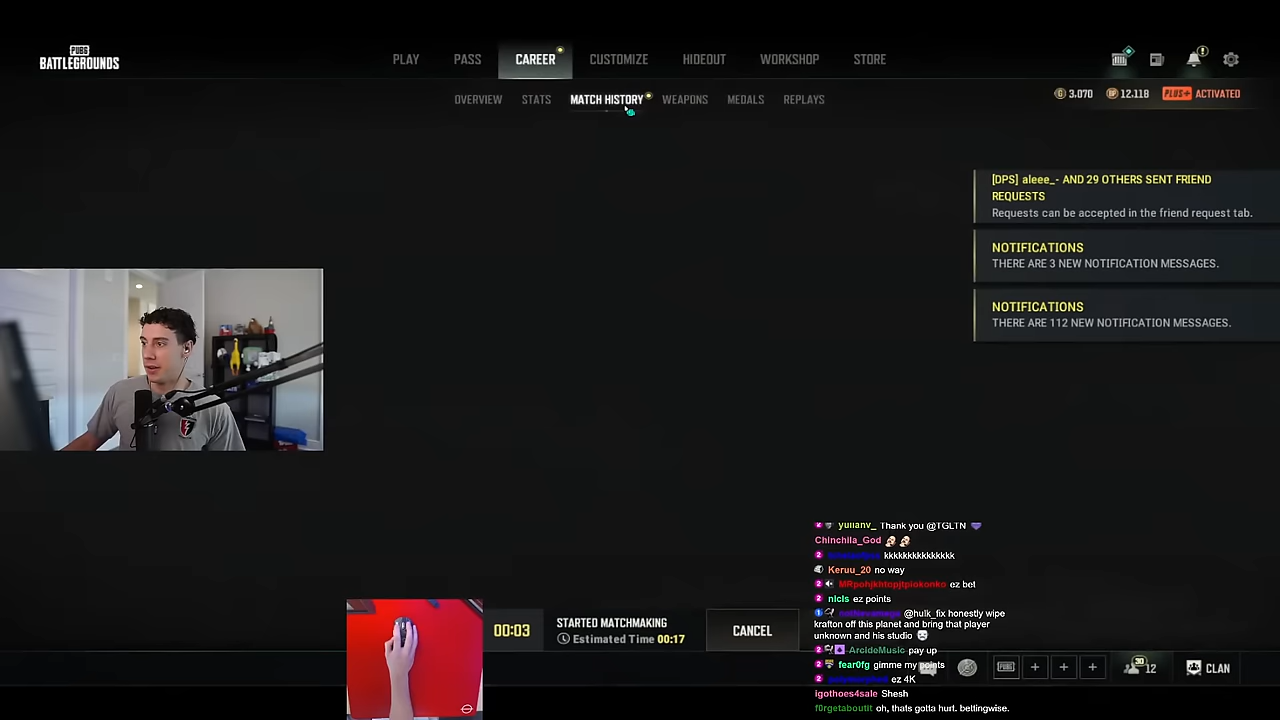 PUBG
BATTLEGROUNDS
PLAY
PASS
CAREER
CUSTOMIZE
HIDEOUT
WORKSHOP
STORE
OVERVIEW
STATS
MATCH HISTORY
WEAPONS
MEDALS
REPLAYS
G 3,070
BP 12,118
PLUS+ ACTIVATED
[DPS] aleee_- AND 29 OTHERS SENT FRIEND
REQUESTS
Requests can be accepted in the friend request tab.
NOTIFICATIONS
THERE ARE 3 NEW NOTIFICATION MESSAGES.
NOTIFICATIONS
THERE ARE 112 NEW NOTIFICATION MESSAGES.
yulianv_ Thank you @TGLTN
Chinchila_God
kkkkkkkkkkkkkkk
Keruu_20 no way
ez bet
nicls ez points
@hulk_fix honestly wipe
krafton off this planet and bring that player
unknown and his studio
ArcideMusic pay up
fear0fg gimme my points
ez 4K
igothoes4sale Shesh
f0rgetaboutit oh, thats gotta hurt. bettingwise.
00:03
STARTED MATCHMAKING
Estimated Time 00:17
CANCEL
PUBG
+
+
+
30
12
CLAN